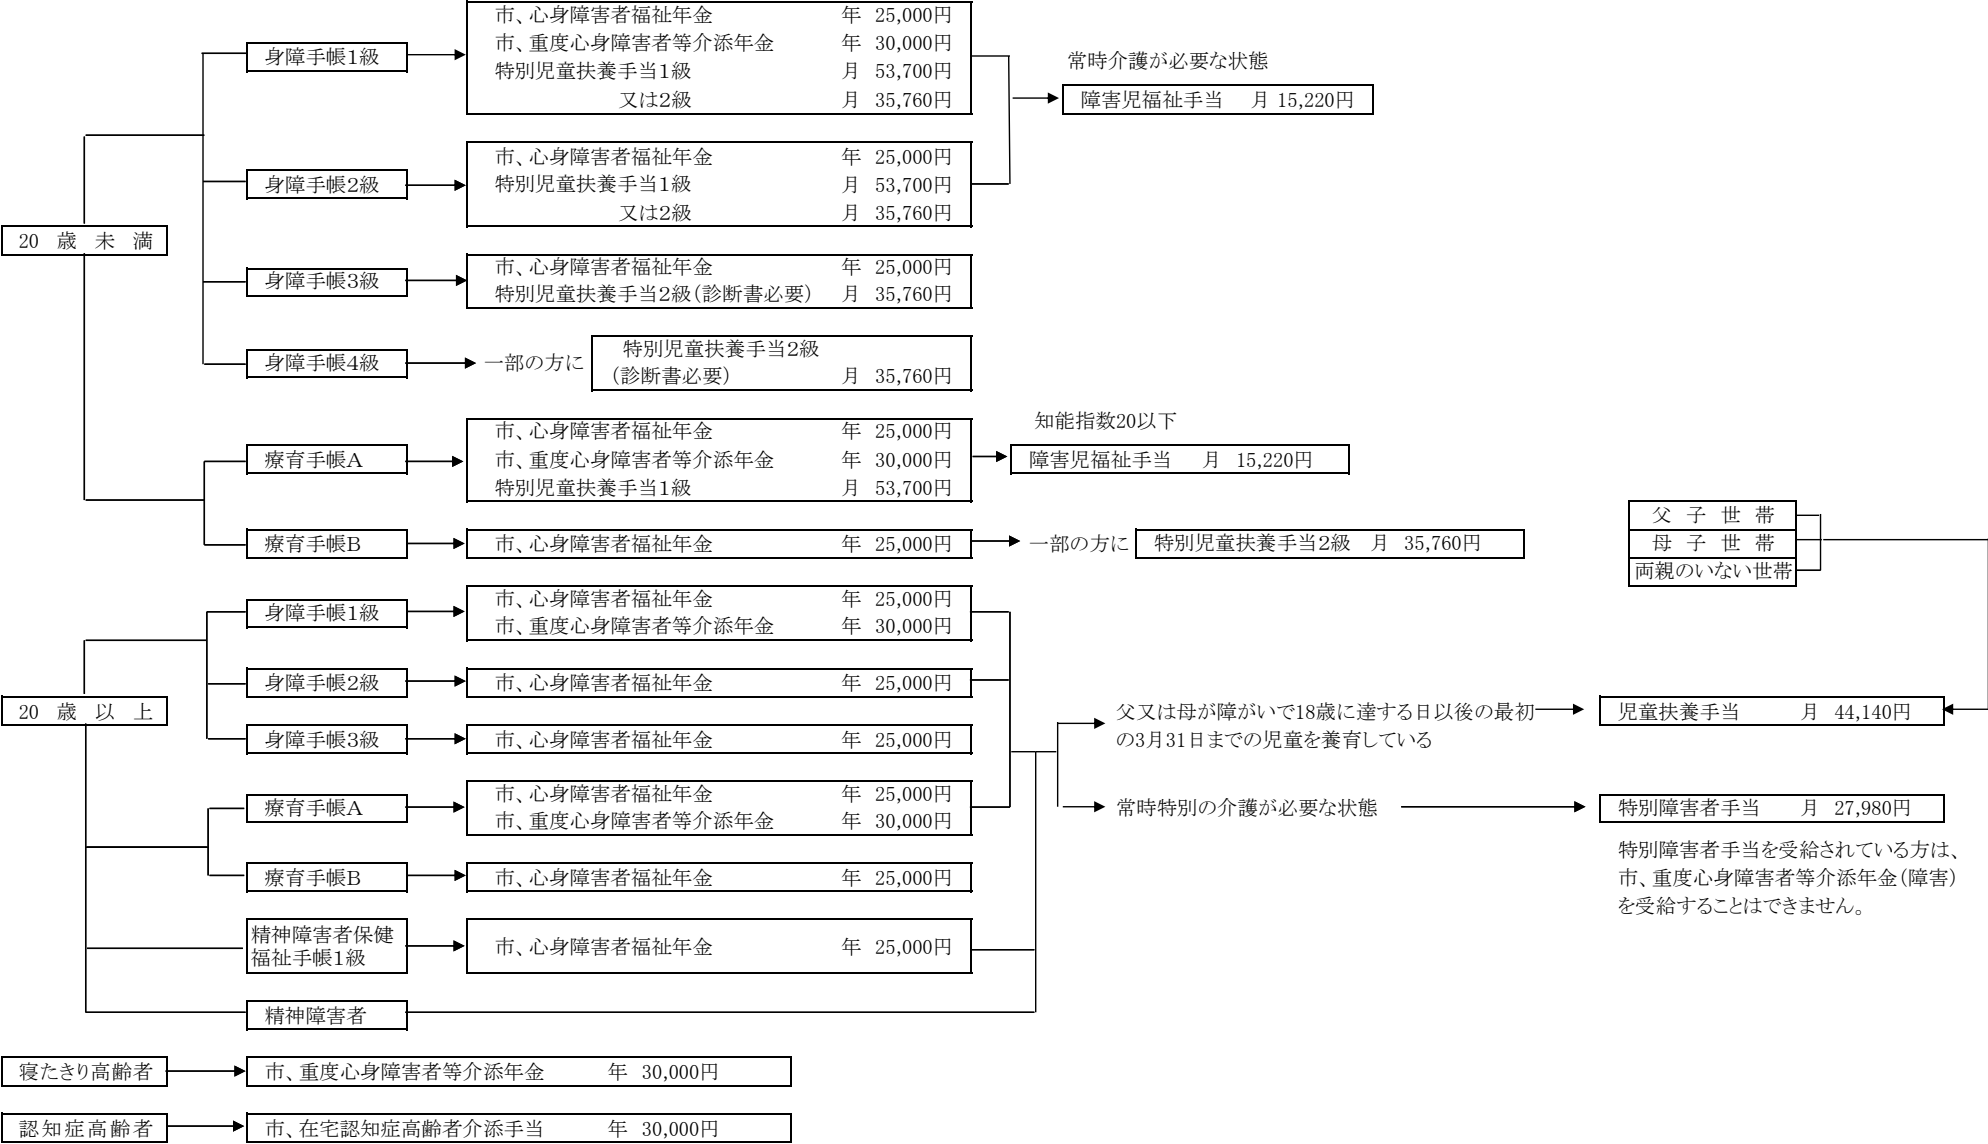 市、心身障害者福祉年金 年 25,000円
身障手帳1級 市、重度心身障害者等介添年金 年 30,000円
特別児童扶養手当1級 月 53,700円
又は2級 月 35,760円
常時介護が必要な状態
障害児福祉手当 月 15,220円
市、心身障害者福祉年金 年 25,000円
身障手帳2級 特別児童扶養手当1級 月 53,700円
又は2級 月 35,760円
20 歳 未 満
市、心身障害者福祉年金 年 25,000円
身障手帳3級 特別児童扶養手当2級(診断書必要) 月 35,760円
身障手帳4級 一部の方に 特別児童扶養手当2級
(診断書必要) 月 35,760円
市、心身障害者福祉年金 年 25,000円
療育手帳A 市、重度心身障害者等介添年金 年 30,000円
特別児童扶養手当1級 月 53,700円
知能指数20以下
障害児福祉手当 月 15,220円
療育手帳B 市、心身障害者福祉年金 年 25,000円 一部の方に 特別児童扶養手当2級 月 35,760円
父 子 世 帯
母 子 世 帯
両親のいない世帯
身障手帳1級 市、心身障害者福祉年金 年 25,000円
市、重度心身障害者等介添年金 年 30,000円
身障手帳2級 市、心身障害者福祉年金 年 25,000円
20 歳 以 上
身障手帳3級 市、心身障害者福祉年金 年 25,000円
父又は母が障がいで18歳に達する日以後の最初
の3月31日までの児童を養育している
児童扶養手当 月 44,140円
療育手帳A 市、心身障害者福祉年金 年 25,000円
市、重度心身障害者等介添年金 年 30,000円
常時特別の介護が必要な状態 特別障害者手当 月 27,980円
特別障害者手当を受給されている方は、
市、重度心身障害者等介添年金(障害)
を受給することはできません。
療育手帳B 市、心身障害者福祉年金 年 25,000円
精神障害者保健
福祉手帳1級
市、心身障害者福祉年金 年 25,000円
精神障害者
寝たきり高齢者 市、重度心身障害者等介添年金 年 30,000円
認知症高齢者 市、在宅認知症高齢者介添手当 年 30,000円